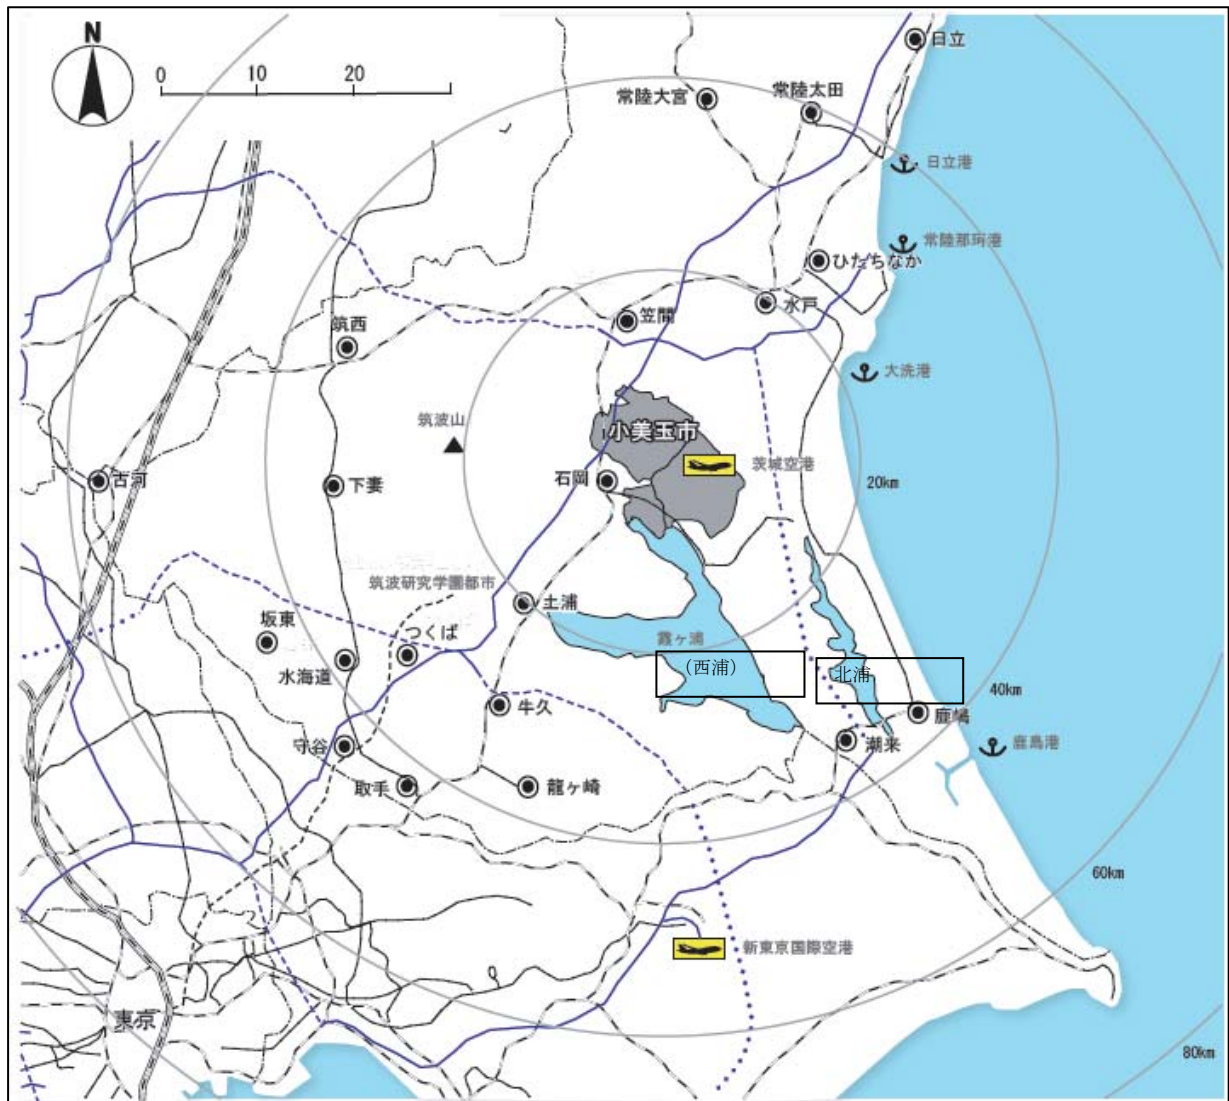 N
0 10 20
日立
常陸大宮
常陸太田
日立港
常陸那珂港
ひたちなか
水戸
笠間
筑西
大洗港
筑波山
小美玉市
茨城空港
石岡
古河
下妻
20km
筑波研究学園都市
土浦
坂東
つくば
霞ヶ浦
(西浦)
北浦
水海道
40km
牛久
鹿嶋
潮来
鹿島港
守谷
取手
龍ヶ崎
60km
新東京国際空港
東京
80km